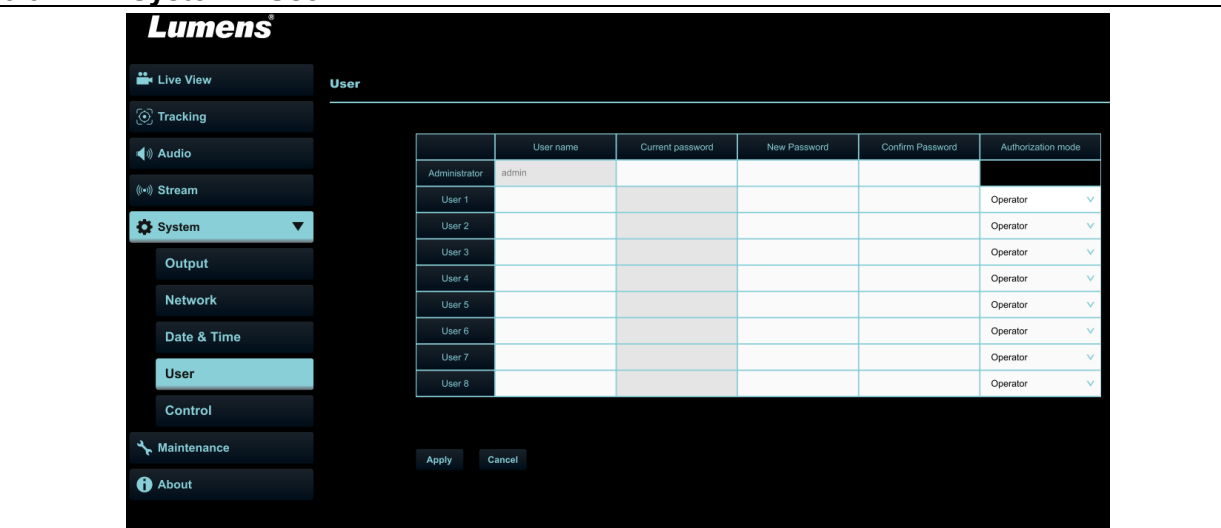 Lumens®
Live View
Tracking
Audio
Stream
System
Output
Network
Date & Time
User
Control
Maintenance
About
User
User name Current password New Password Confirm Password Authorization mode
Administrator admin
User 1 Operator
User 2 Operator
User 3 Operator
User 4 Operator
User 5 Operator
User 6 Operator
User 7 Operator
User 8 Operator
Apply Cancel